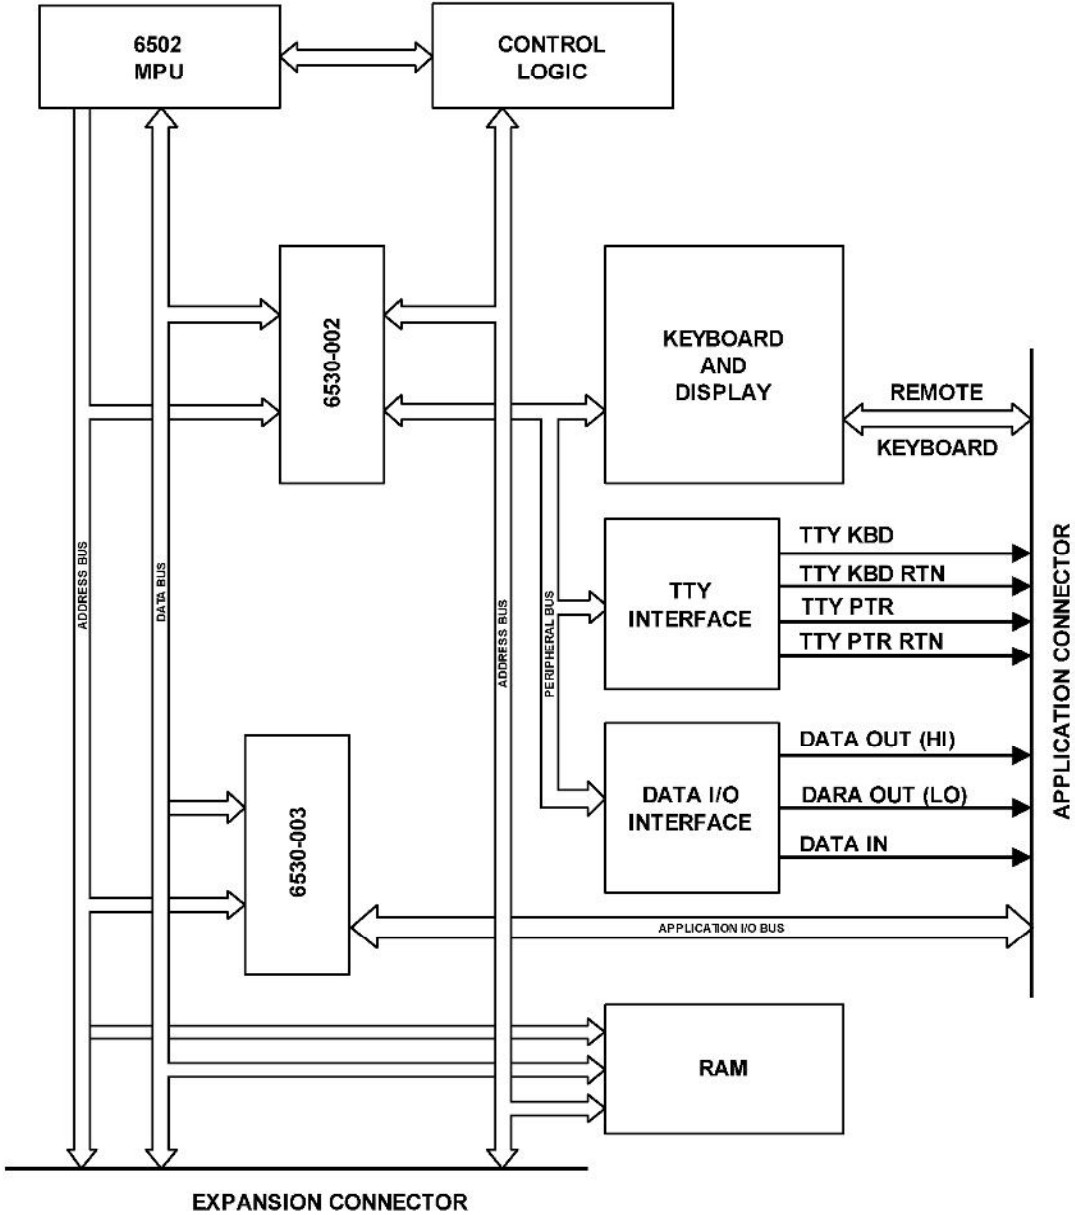 6502
MPU
CONTROL
LOGIC
6530-002
KEYBOARD
AND
DISPLAY
REMOTE
KEYBOARD
ADDRESS BUS
DATA BUS
ADDRESS BUS
PERIPHERAL BUS
TTY
INTERFACE
TTY KBD
TTY KBD RTN
TTY PTR
TTY PTR RTN
APPLICATION CONNECTOR
6530-003
DATA I/O
INTERFACE
DATA OUT (HI)
DARA OUT (LO)
DATA IN
APPLICATION I/O BUS
RAM
EXPANSION CONNECTOR